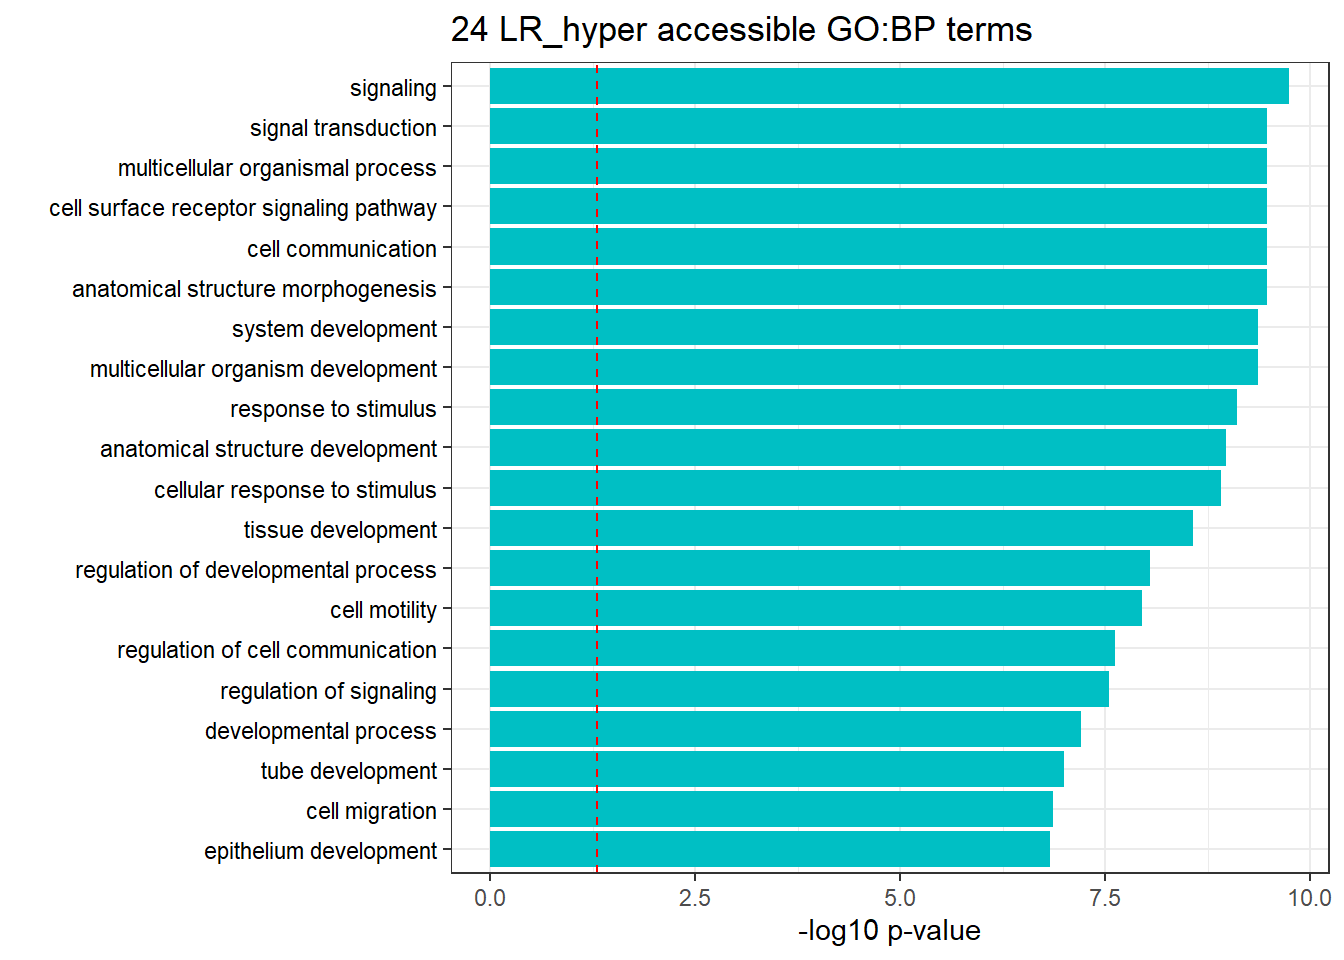 24 LR_hyper accessible GO:BP terms
signaling
signal transduction
multicellular organismal process
cell surface receptor signaling pathway
cell communication
anatomical structure morphogenesis
system development
multicellular organism development
response to stimulus
anatomical structure development
cellular response to stimulus
tissue development
regulation of developmental process
cell motility
regulation of cell communication
regulation of signaling
developmental process
tube development
cell migration
epithelium development
0.0 2.5 5.0 7.5 10.0
-log10 p-value